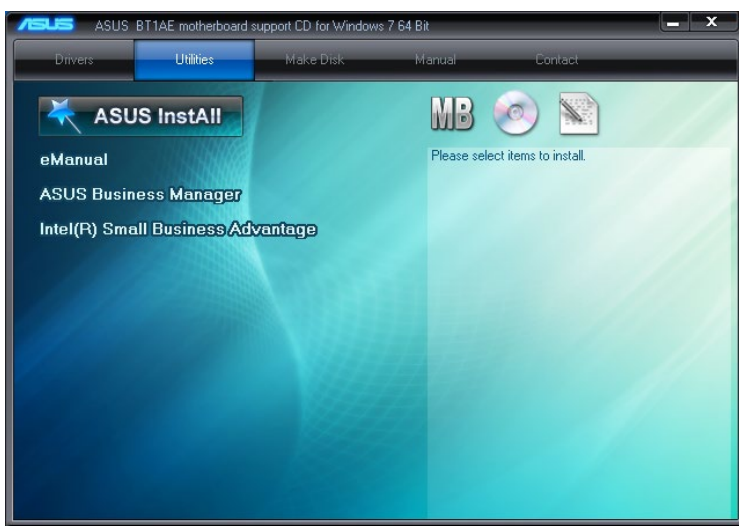 ASUS ASUS BT1AE motherboard support CD for Windows 7 64 Bit
Drivers Utilities Make Disk Manual Contact
ASUS InstAll
MB
eManual
Please select items to install.
ASUS Business Manager
Intel(R) Small Business Advantage